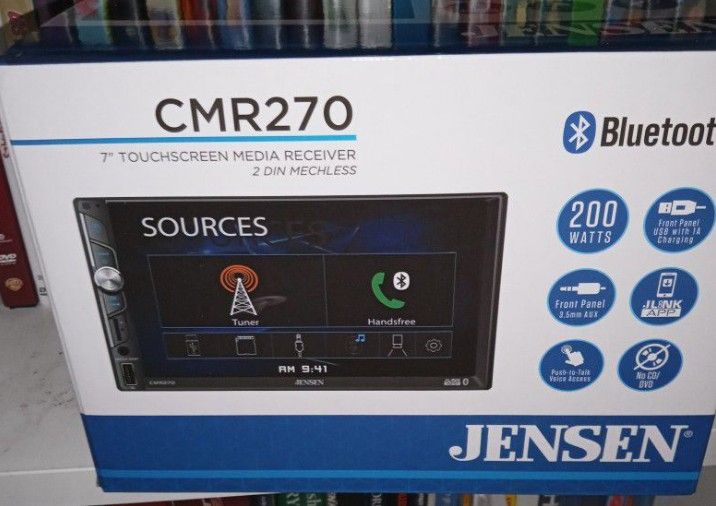 CMR270
7" TOUCHSCREEN MEDIA RECEIVER
2 DIN MECHLESS
Bluetoot
SOURCES
Tuner
Handsfree
AM 9:41
CMR270
JENSEN
200
WATTS
Front Panel
USB with 1A
Charging
Front Panel
3.5mm AUX
JLINK
APP
Push-to-Talk
Voice Access
No CD/
DVD
JENSEN®
DVD